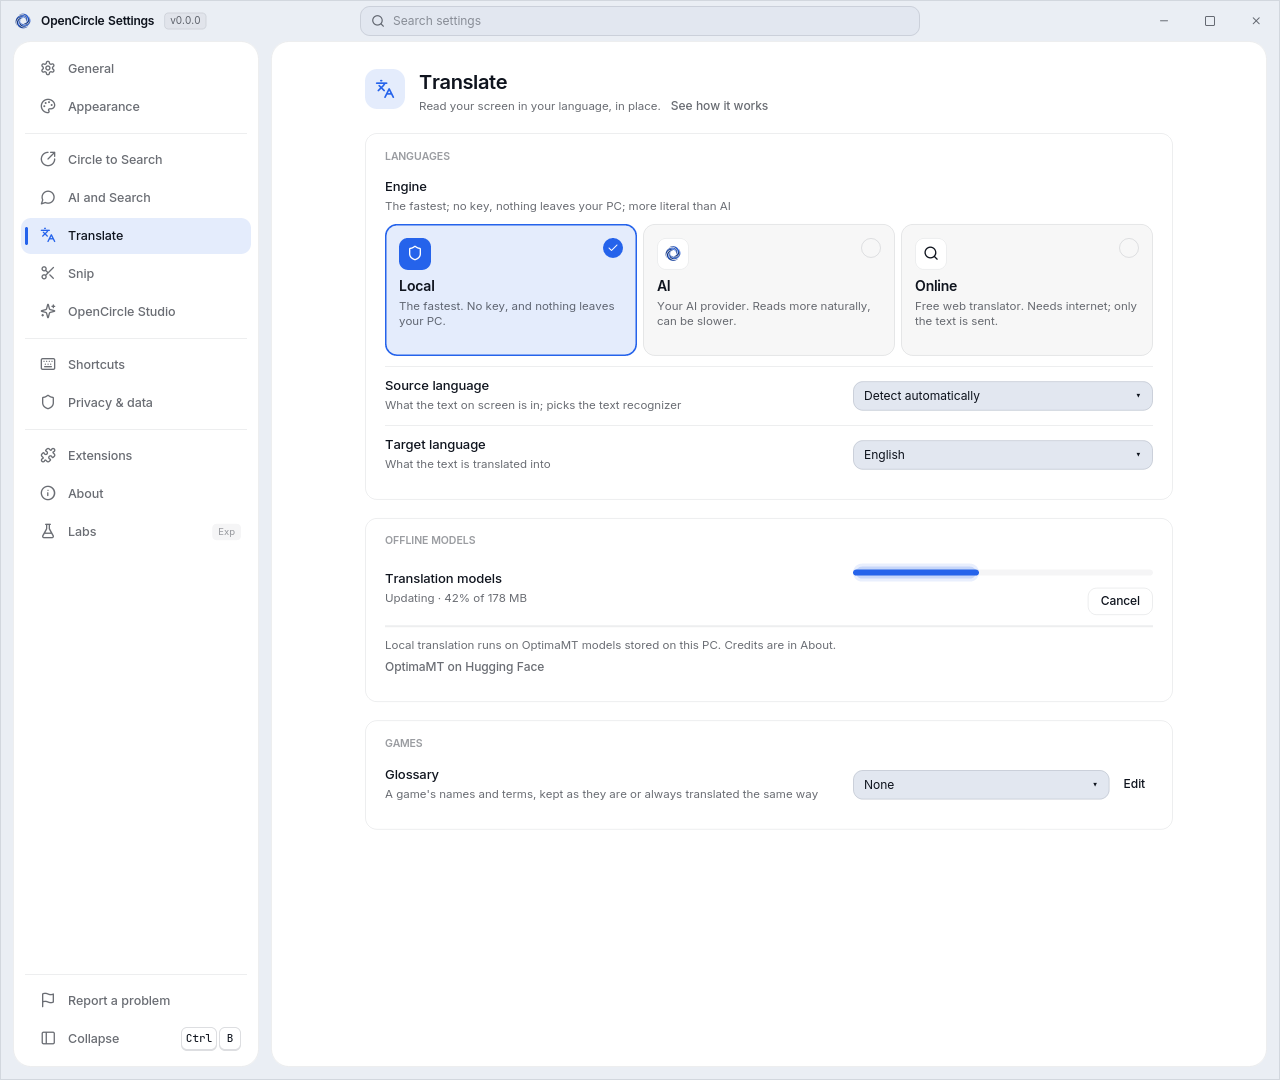 OpenCircle Settings
v0.0.0
Search settings
General
Appearance
Circle to Search
AI and Search
Translate
Snip
OpenCircle Studio
Shortcuts
Privacy & data
Extensions
About
Labs
Exp
Report a problem
Collapse
Ctrl
B
Translate
Read your screen in your language, in place.
See how it works
LANGUAGES
Engine
The fastest; no key, nothing leaves your PC; more literal than AI
Local
The fastest. No key, and nothing leaves
your PC.
AI
Your AI provider. Reads more naturally,
can be slower.
Online
Free web translator. Needs internet; only
the text is sent.
Source language
What the text on screen is in; picks the text recognizer
Detect automatically
Target language
What the text is translated into
English
OFFLINE MODELS
Translation models
Updating · 42% of 178 MB
Cancel
Local translation runs on OptimaMT models stored on this PC. Credits are in About.
OptimaMT on Hugging Face
GAMES
Glossary
A game's names and terms, kept as they are or always translated the same way
None
Edit